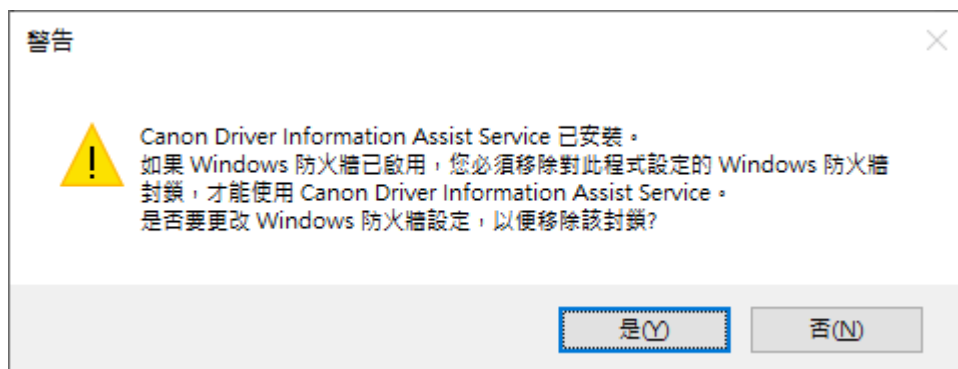 警告
Canon Driver Information Assist Service 已安裝。
如果 Windows 防火牆已啟用，您必須移除對此程式設定的 Windows 防火牆
封鎖，才能使用 Canon Driver Information Assist Service。
是否要更改 Windows 防火牆設定，以便移除該封鎖?
是(Y)
否(N)